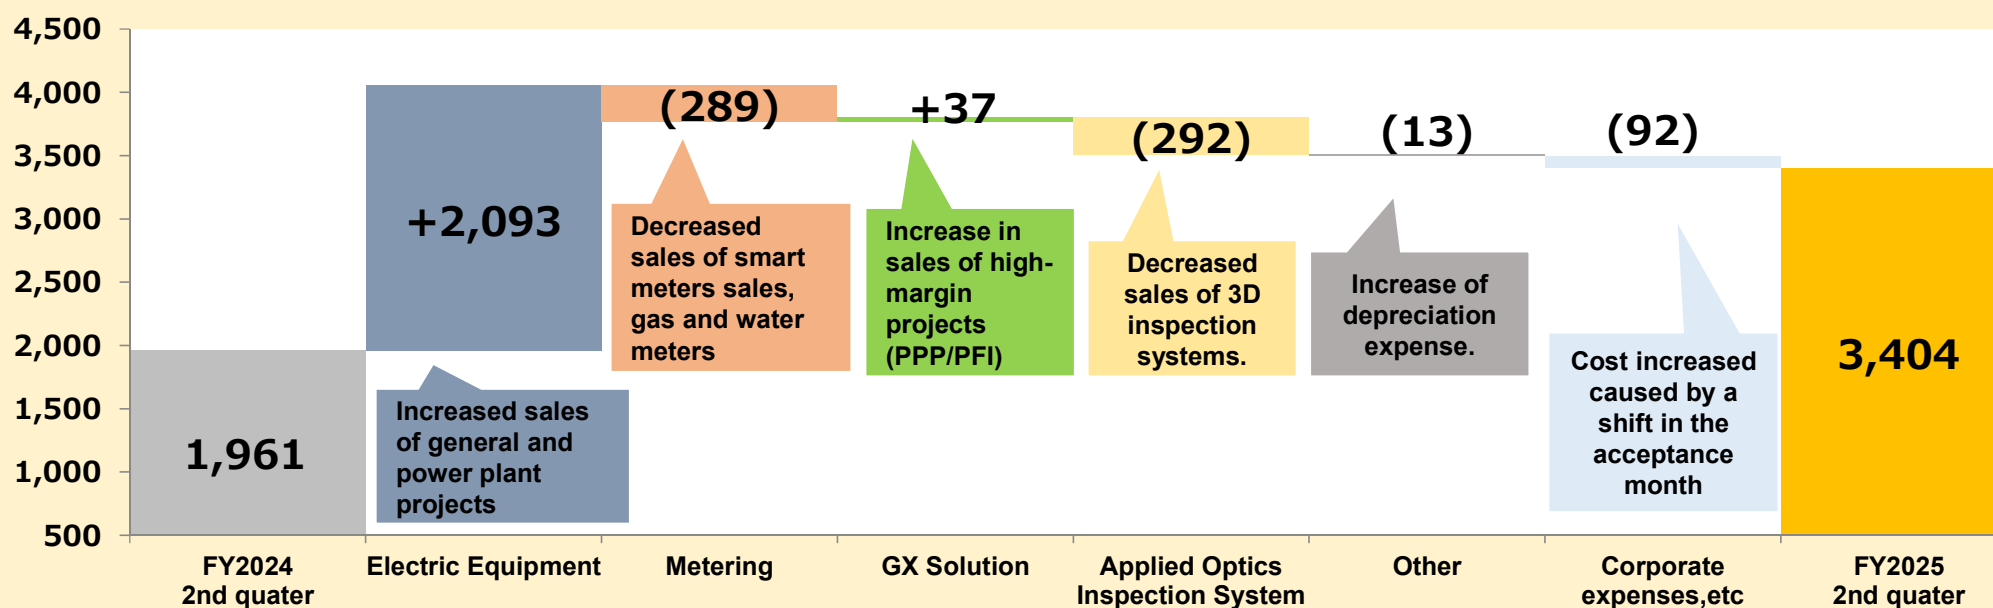 4,500
4,000
3,500
3,000
2,500
2,000
1,500
1,000
500
1,961
+2,093
(289)
+37
(292)
(13)
(92)
3,404
Increased sales
of general and
power plant
projects
Decreased
sales of smart
meters sales,
gas and water
meters
Increase in
sales of high-
margin
projects
(PPP/PFI)
Decreased
sales of 3D
inspection
systems.
Increase of
depreciation
expense.
Cost increased
caused by a
shift in the
acceptance
month
FY2024
2nd quater
Electric Equipment
Metering
GX Solution
Applied Optics
Inspection System
Other
Corporate
expenses,etc
FY2025
2nd quater